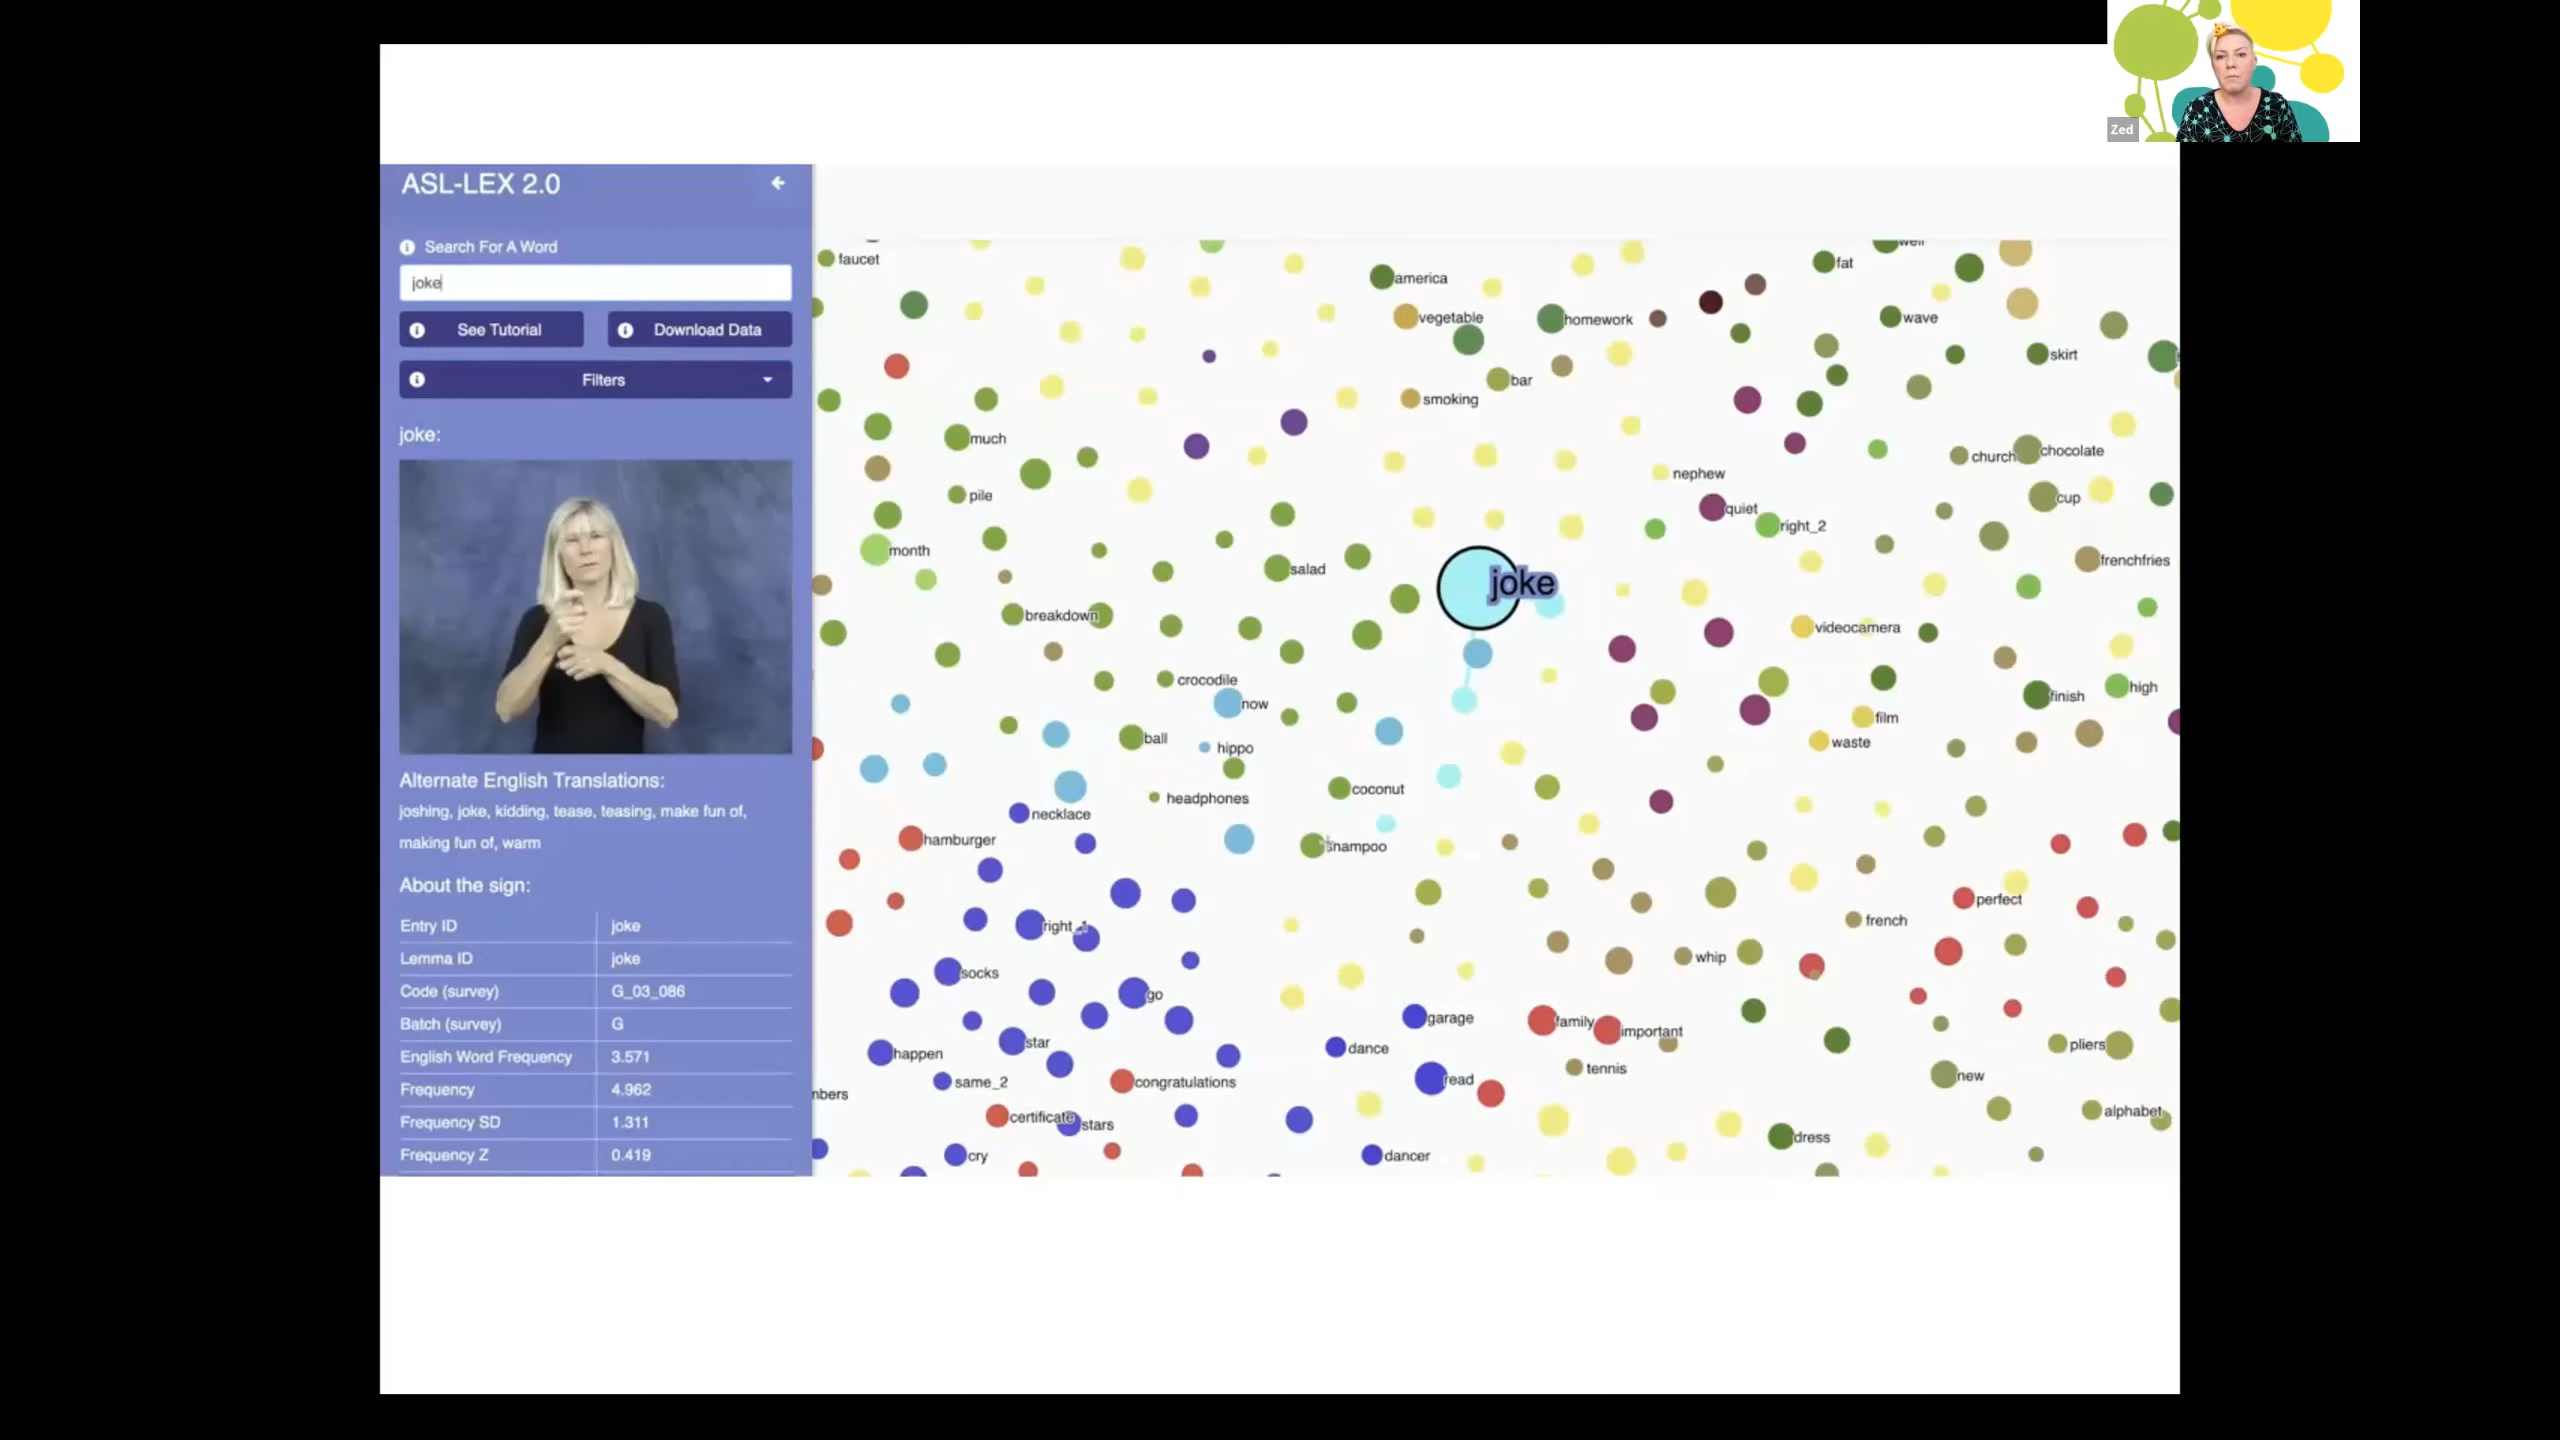 Zed
ASL-LEX 2.0
Search For A Word
joke
See Tutorial
Download Data
Filters
joke:
Alternate English Translations:
joshing, joke, kidding, tease, teasing, make fun of,
making fun of, warm
About the sign:
Entry ID joke
Lemma ID joke
Code (survey) G_03_086
Batch (survey) G
English Word Frequency 3.571
Frequency 4.962
Frequency SD 1.311
Frequency Z 0.419
faucet
america
fat
well
vegetable
homework
wave
skirt
bar
smoking
much
nephew
church
chocolate
pile
quiet
right_2
cup
month
salad
joke
frenchfries
breakdown
videocamera
crocodile
now
high
finish
ball
hippo
film
waste
headphones
coconut
necklace
hamburger
shampoo
perfect
right_1
french
socks
whip
go
garage
family
important
star
happen
dance
pliers
same_2
congratulations
read
tennis
new
mbers
certificate
stars
alphabet
dress
cry
dancer